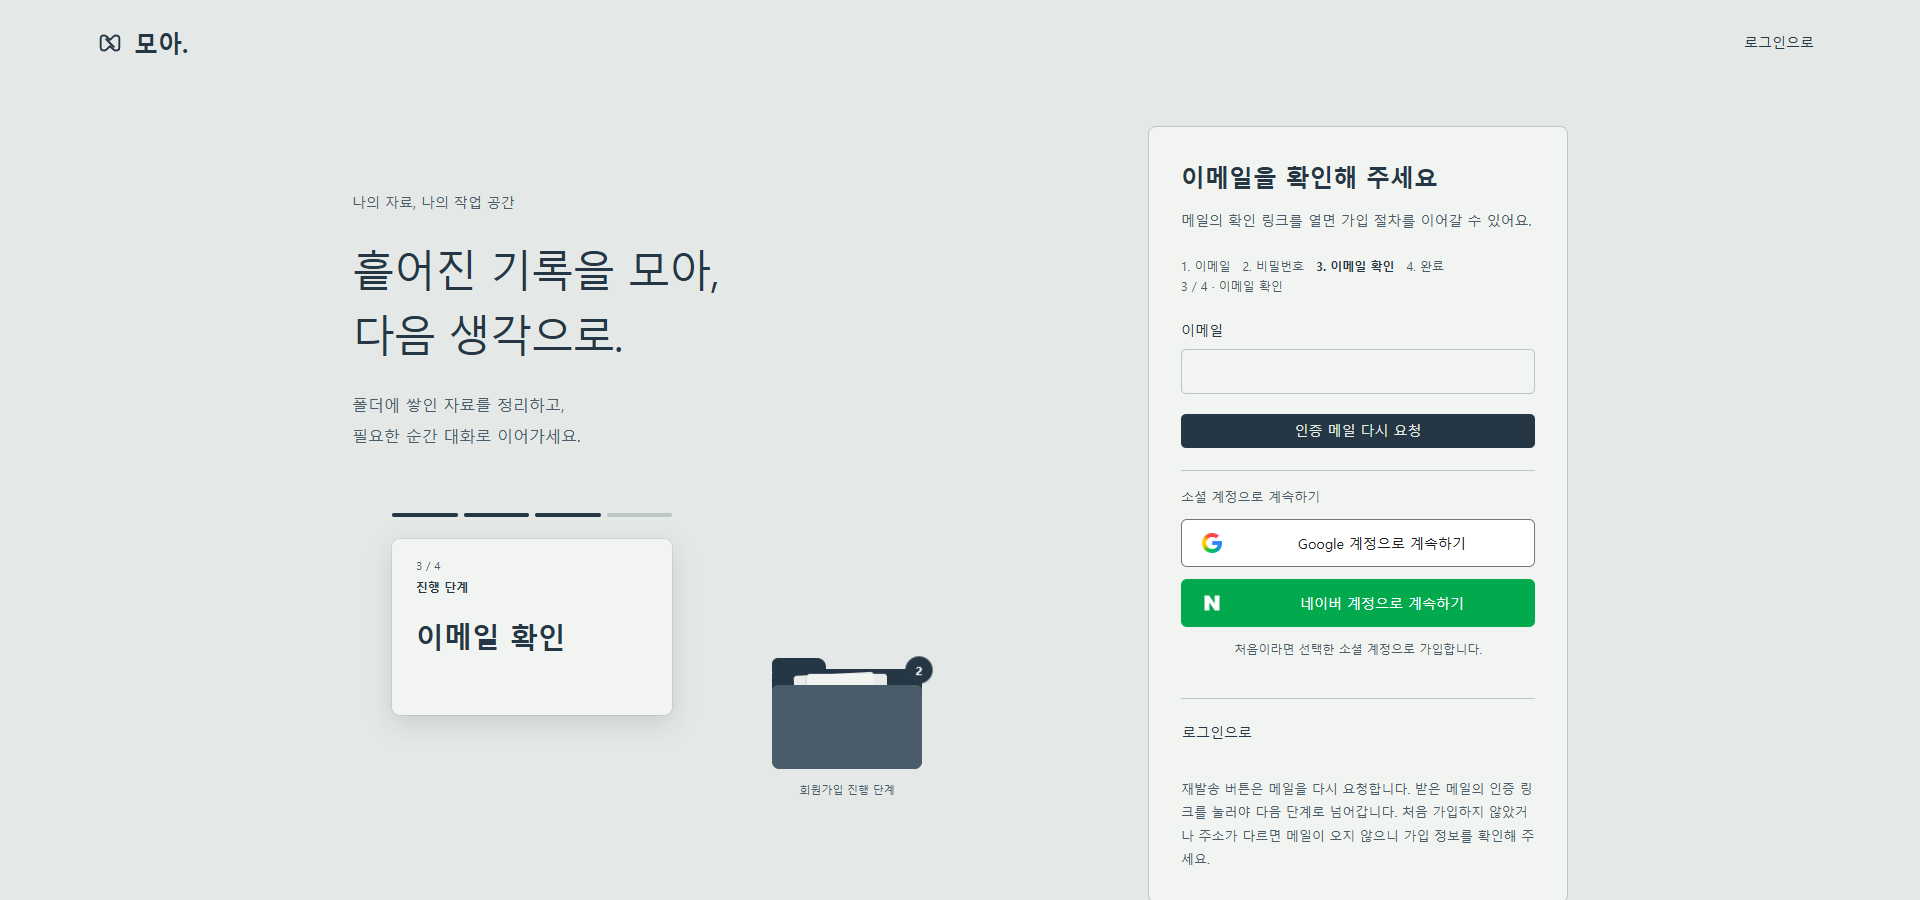 모아.
로그인으로
나의 자료, 나의 작업 공간
흩어진 기록을 모아,
다음 생각으로.
폴더에 쌓인 자료를 정리하고,
필요한 순간 대화로 이어가세요.
3 / 4
진행 단계
이메일 확인
2
회원가입 진행 단계
이메일을 확인해 주세요
메일의 확인 링크를 열면 가입 절차를 이어갈 수 있어요.
1. 이메일 2. 비밀번호 3. 이메일 확인 4. 완료
3 / 4 · 이메일 확인
이메일
인증 메일 다시 요청
소셜 계정으로 계속하기
Google 계정으로 계속하기
네이버 계정으로 계속하기
처음이라면 선택한 소셜 계정으로 가입합니다.
로그인으로
재발송 버튼은 메일을 다시 요청합니다. 받은 메일의 인증 링
크를 눌러야 다음 단계로 넘어갑니다. 처음 가입하지 않았거
나 주소가 다르면 메일이 오지 않으니 가입 정보를 확인해 주
세요.